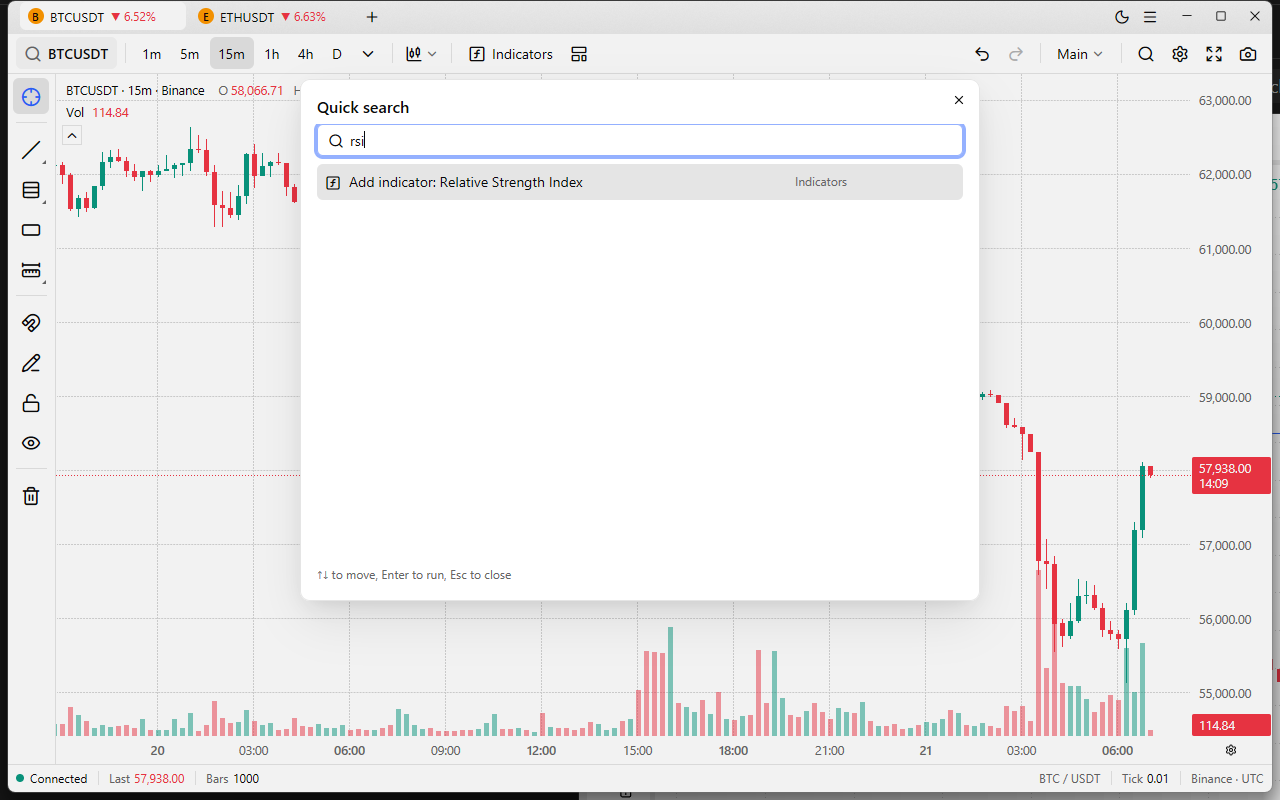 BTCUSDT ▼ 6.52% ETHUSDT ▼ 6.63%
BTCUSDT 1m 5m 15m 1h 4h D Indicators Main
BTCUSDT · 15m · Binance O 58,066.71 H
Vol 114.84
Quick search
rsi
Add indicator: Relative Strength Index Indicators
↑↓ to move, Enter to run, Esc to close
63,000.00
62,000.00
61,000.00
60,000.00
59,000.00
57,938.00
14:09
57,000.00
56,000.00
55,000.00
114.84
20 03:00 06:00 09:00 12:00 15:00 18:00 21:00 21 03:00 06:00
Connected Last 57,938.00 Bars 1000 BTC / USDT Tick 0.01 Binance · UTC